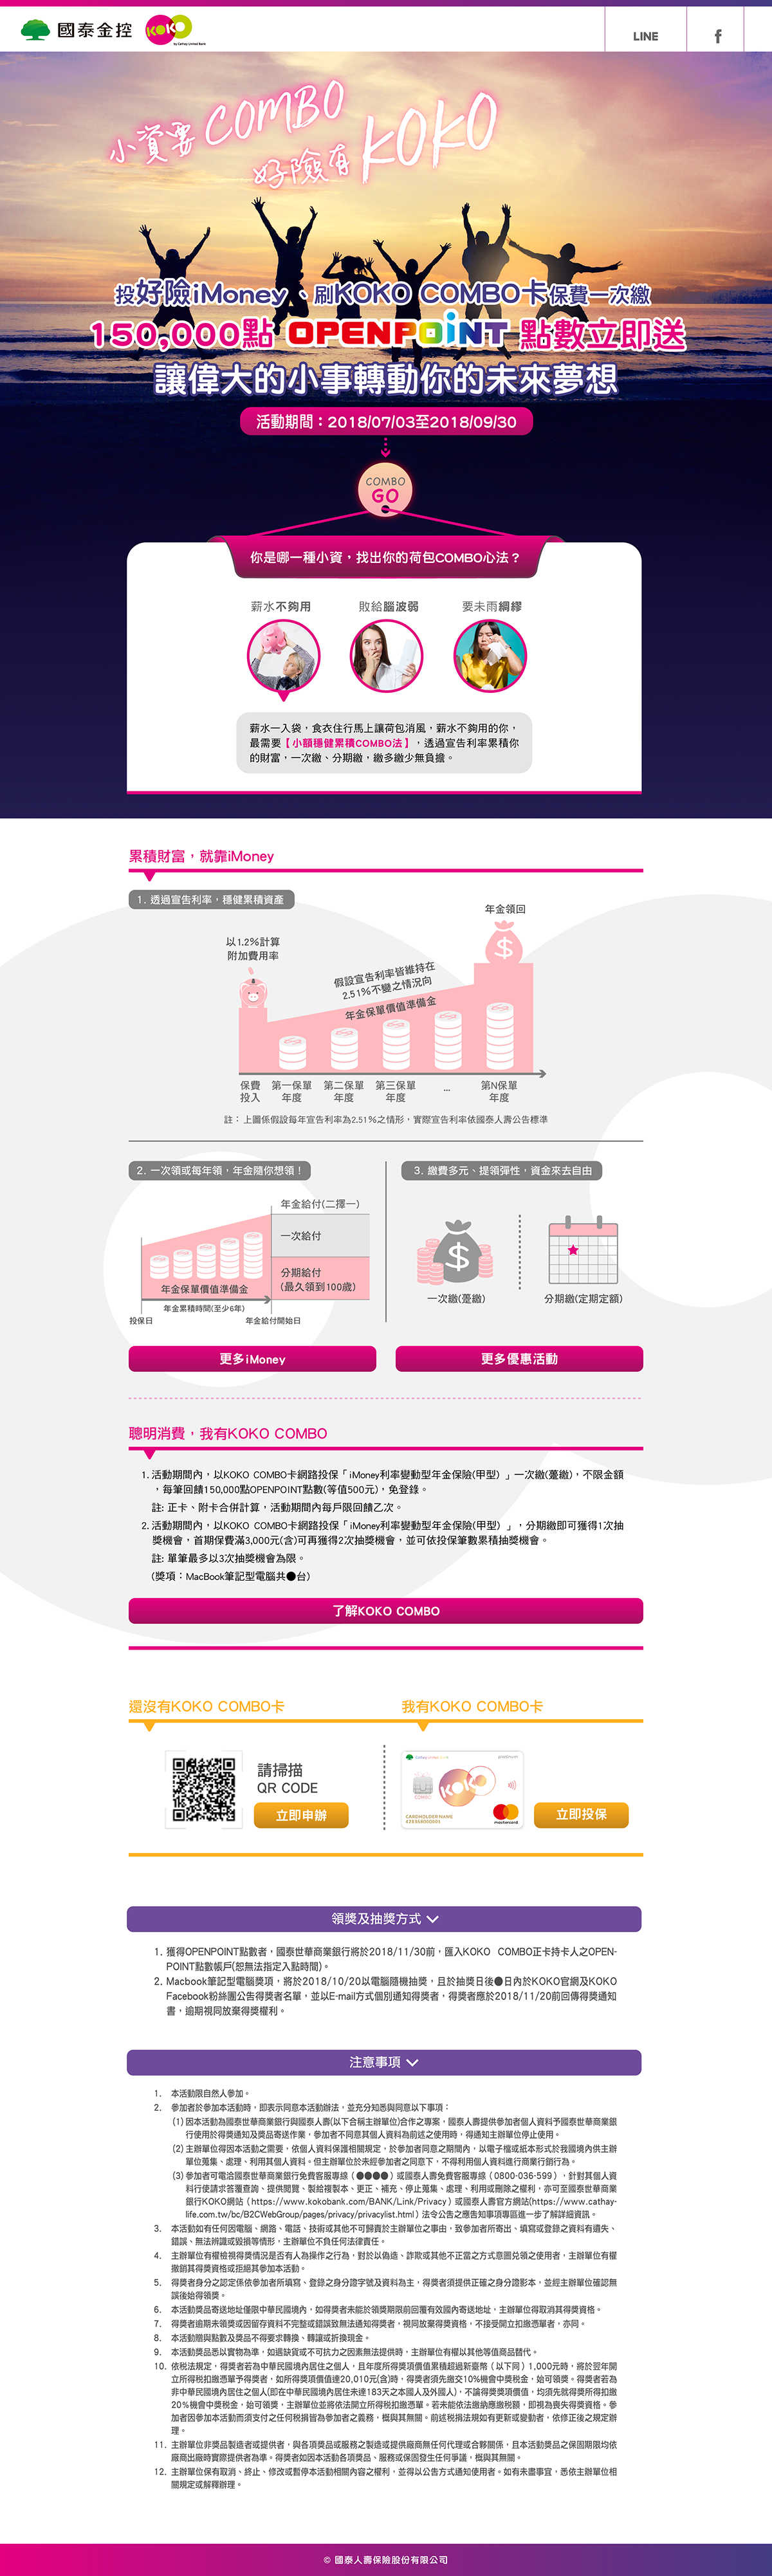 國泰金控
KOKO
by Cathay United Bank
LINE
f
小資要COMBO
好險有KOKO
投好險iMoney、刷KOKO COMBO卡保費一次繳
150,000點 OPENPOINT 點數立即送
讓偉大的小事轉動你的未來夢想
活動期間：2018/07/03至2018/09/30
COMBO
GO
你是哪一種小資，找出你的荷包COMBO心法？
薪水不夠用
敗給腦波弱
要未雨綢繆
薪水一入袋，食衣住行馬上讓荷包消風，薪水不夠用的你，
最需要【小額穩健累積COMBO法】，透過宣告利率累積你
的財富，一次繳、分期繳，繳多繳少無負擔。
累積財富，就靠iMoney
1. 透過宣告利率，穩健累積資產
年金領回
以1.2%計算
附加費用率
假設宣告利率皆維持在
2.51%不變之情況向
年金保單價值準備金
保費
投入
第一保單
年度
第二保單
年度
第三保單
年度
...
第N保單
年度
註： 上圖係假設每年宣告利率為2.51%之情形，實際宣告利率依國泰人壽公告標準
2. 一次領或每年領，年金隨你想領！
年金給付(二擇一)
一次給付
分期給付
(最久領到100歲)
年金保單價值準備金
年金累積時間(至少6年)
投保日
年金給付開始日
3. 繳費多元、提領彈性，資金來去自由
一次繳(躉繳)
分期繳(定期定額)
更多iMoney
更多優惠活動
聰明消費，我有KOKO COMBO
1. 活動期間內，以KOKO COMBO卡網路投保「iMoney利率變動型年金保險(甲型) 」一次繳(躉繳)，不限金額
，每筆回饋150,000點OPENPOINT點數(等值500元)，免登錄。
註: 正卡、附卡合併計算，活動期間內每戶限回饋乙次。
2. 活動期間內，以KOKO COMBO卡網路投保「iMoney利率變動型年金保險(甲型) 」，分期繳即可獲得1次抽
獎機會，首期保費滿3,000元(含)可再獲得2次抽獎機會，並可依投保筆數累積抽獎機會。
註: 單筆最多以3次抽獎機會為限。
(獎項：MacBook筆記型電腦共●台)
了解KOKO COMBO
還沒有KOKO COMBO卡
我有KOKO COMBO卡
請掃描
QR CODE
立即申辦
platinum
KOKO
CARDHOLDER NAME
mastercard
立即投保
領獎及抽獎方式
1. 獲得OPENPOINT點數者，國泰世華商業銀行將於2018/11/30前，匯入KOKO COMBO正卡持卡人之OPEN-
POINT點數帳戶(恕無法指定入點時間)。
2. Macbook筆記型電腦獎項，將於2018/10/20以電腦隨機抽獎，且於抽獎日後●日內於KOKO官網及KOKO
Facebook粉絲團公告得獎者名單，並以E-mail方式個別通知得獎者，得獎者應於2018/11/20前回傳得獎通知
書，逾期視同放棄得獎權利。
注意事項
1. 本活動限自然人參加。
2. 參加者於參加本活動時，即表示同意本活動辦法，並充分知悉與同意以下事項：
(1) 因本活動為國泰世華商業銀行與國泰人壽(以下合稱主辦單位)合作之專案，國泰人壽提供參加者個人資料予國泰世華商業銀
行使用於得獎通知及獎品寄送作業，參加者不同意其個人資料為前述之使用時，得通知主辦單位停止使用。
(2) 主辦單位得因本活動之需要，依個人資料保護相關規定，於參加者同意之期間內，以電子檔或紙本形式於我國境內供主辦
單位蒐集、處理、利用其個人資料。但主辦單位於未經參加者之同意下，不得利用個人資料進行商業行銷行為。
(3) 參加者可電洽國泰世華商業銀行免費客服專線（●●●●）或國泰人壽免費客服專線（0800-036-599），針對其個人資
料行使請求答覆查詢、提供閱覽、製給複製本、更正、補充、停止蒐集、處理、利用或刪除之權利，亦可至國泰世華商業
銀行KOKO網站（https://www.kokobank.com/BANK/Link/Privacy）或國泰人壽官方網站(https://www.cathay-
life.com.tw/bc/B2CWebGroup/pages/privacy/privacylist.html）法令公告之應告知事項專區進一步了解詳細資訊。
3. 本活動如有任何因電腦、網路、電話、技術或其他不可歸責於主辦單位之事由，致參加者所寄出、填寫或登錄之資料有遺失、
錯誤、無法辨識或毀損等情形，主辦單位不負任何法律責任。
4. 主辦單位有權檢視得獎情況是否有人為操作之行為，對於以偽造、詐欺或其他不正當之方式意圖兌領之使用者，主辦單位有權
撤銷其得獎資格或拒絕其參加本活動。
5. 得獎者身分之認定係依參加者所填寫、登錄之身分證字號及資料為主，得獎者須提供正確之身分證影本，並經主辦單位確認無
誤後始得領獎。
6. 本活動獎品寄送地址僅限中華民國境內，如得獎者未能於領獎期限前回覆有效國內寄送地址，主辦單位得取消其得獎資格。
7. 得獎者逾期未領獎或因留存資料不完整或錯誤致無法通知得獎者，視同放棄得獎資格，不接受開立扣繳憑單者，亦同。
8. 本活動贈與點數及獎品不得要求轉換、轉讓或折換現金。
9. 本活動獎品悉以實物為準，如遇缺貨或不可抗力之因素無法提供時，主辦單位有權以其他等值商品替代。
10. 依稅法規定，得獎者若為中華民國境內居住之個人，且年度所得獎項價值累積超過新臺幣（以下同）1,000元時，將於翌年開
立所得稅扣繳憑單予得獎者，如所得獎項價值達20,010元(含)時，得獎者須先繳交10%機會中獎稅金，始可領獎。得獎者若為
非中華民國境內居住之個人(即在中華民國境內居住未達183天之本國人及外國人)，不論得獎獎項價值，均須先就得獎所得扣繳
20%機會中獎稅金，始可領獎，主辦單位並將依法開立所得稅扣繳憑單。若未能依法繳納應繳稅額，即視為喪失得獎資格。參
加者因參加本活動而須支付之任何稅捐皆為參加者之義務，概與其無關。前述稅捐法規如有更新或變動者，依修正後之規定辦
理。
11. 主辦單位非獎品製造者或提供者，與各項獎品或服務之製造或提供廠商無任何代理或合夥關係，且本活動獎品之保固期限均依
廠商出廠時實際提供者為準。得獎者如因本活動各項獎品、服務或保固發生任何爭議，概與其無關。
12. 主辦單位保有取消、終止、修改或暫停本活動相關內容之權利，並得以公告方式通知使用者。如有未盡事宜，悉依主辦單位相
關規定或解釋辦理。
© 國泰人壽保險股份有限公司